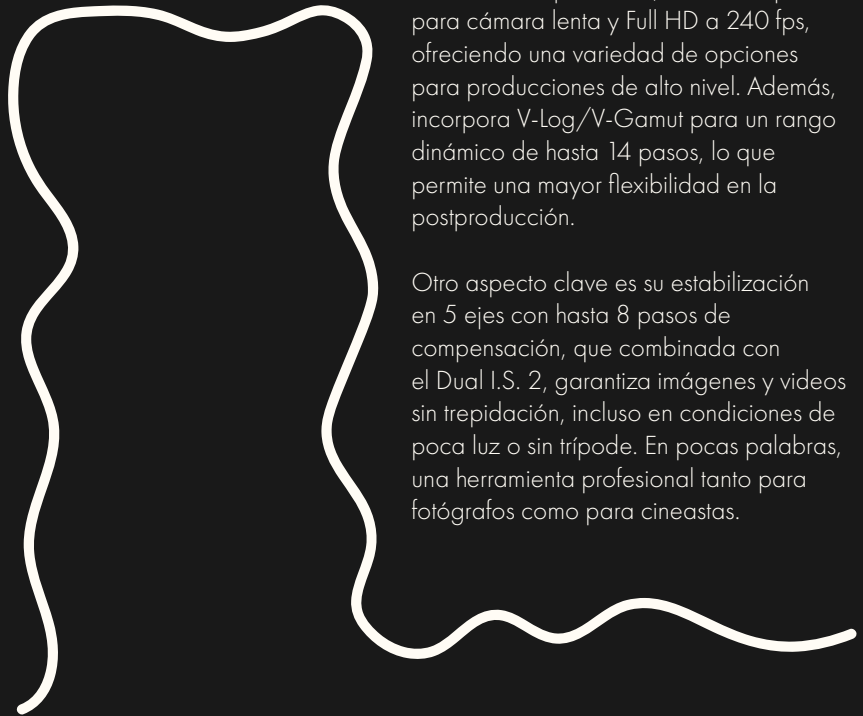 para cámara lenta y Full HD a 240 fps,
ofreciendo una variedad de opciones
para producciones de alto nivel. Además,
incorpora V-Log/V-Gamut para un rango
dinámico de hasta 14 pasos, lo que
permite una mayor flexibilidad en la
postproducción.
Otro aspecto clave es su estabilización
en 5 ejes con hasta 8 pasos de
compensación, que combinada con
el Dual I.S. 2, garantiza imágenes y videos
sin trepidación, incluso en condiciones de
poca luz o sin trípode. En pocas palabras,
una herramienta profesional tanto para
fotógrafos como para cineastas.